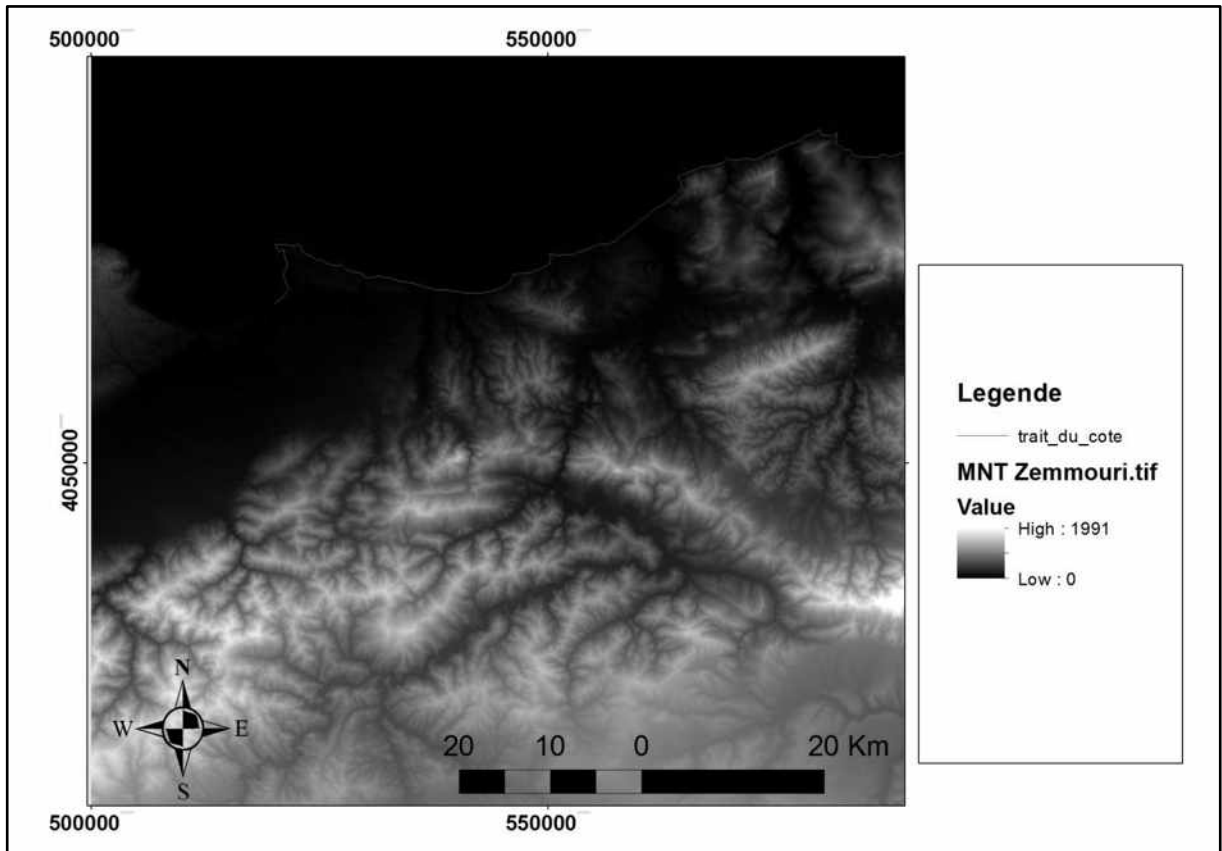 500000 550000
4050000
Legende
trait_du_cote
MNT Zemmouri.tif
Value
High : 1991
Low : 0
N
W E
S
20 10 0 20 Km
500000 550000